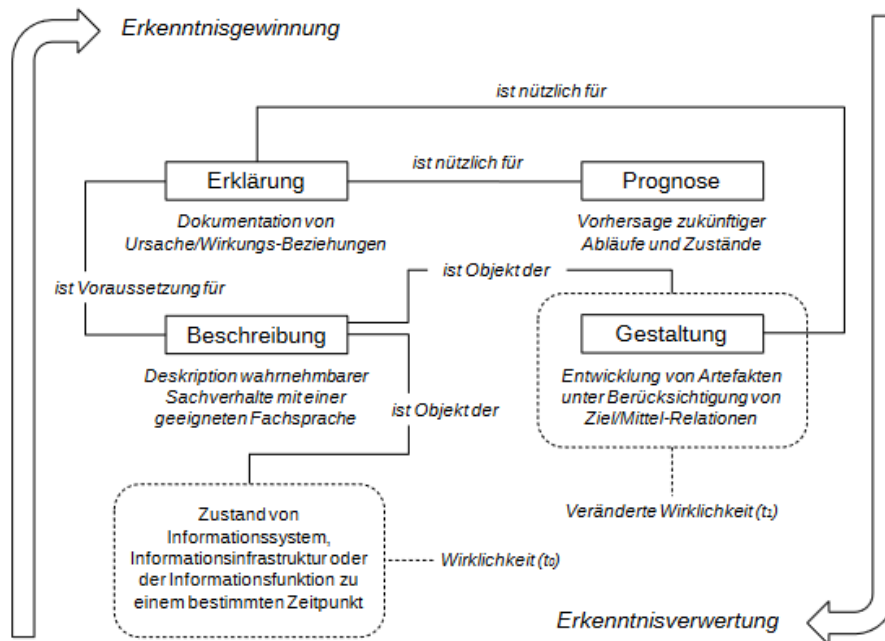 Erkenntnisgewinnung
ist nützlich für
ist nützlich für
Erklärung
Prognose
Dokumentation von
Ursache/Wirkungs-Beziehungen
Vorhersage zukünftiger
Abläufe und Zustände
ist Objekt der
ist Voraussetzung für
Beschreibung
Gestaltung
Deskription wahrnehmbarer
Sachverhalte mit einer
geeigneten Fachsprache
Entwicklung von Artefakten
unter Berücksichtigung von
Ziel/Mittel-Relationen
ist Objekt der
Veränderte Wirklichkeit (t₁)
Zustand von
Informationssystem,
Informationsinfrastruktur oder
der Informationsfunktion zu
einem bestimmten Zeitpunkt
Wirklichkeit (t₀)
Erkenntnisverwertung